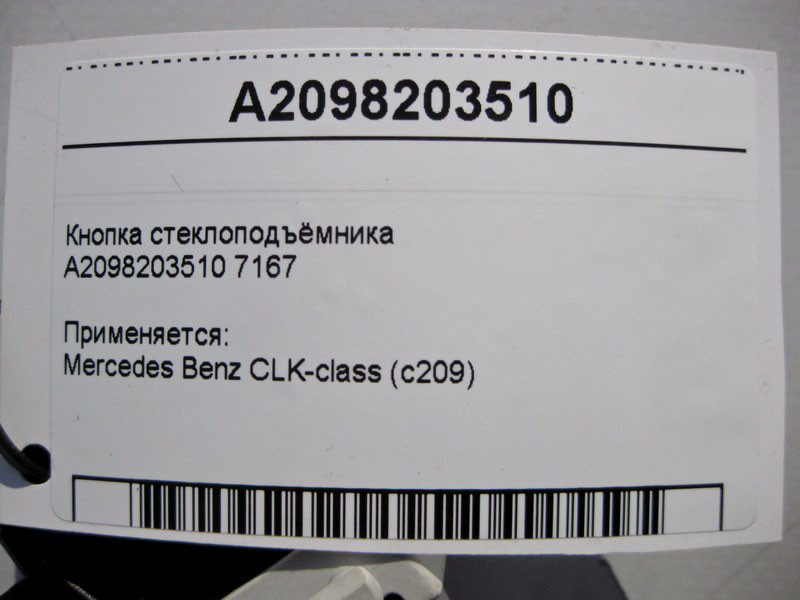 A2098203510
Кнопка стеклоподъёмника
A2098203510 7167
Применяется:
Mercedes Benz CLK-class (c209)